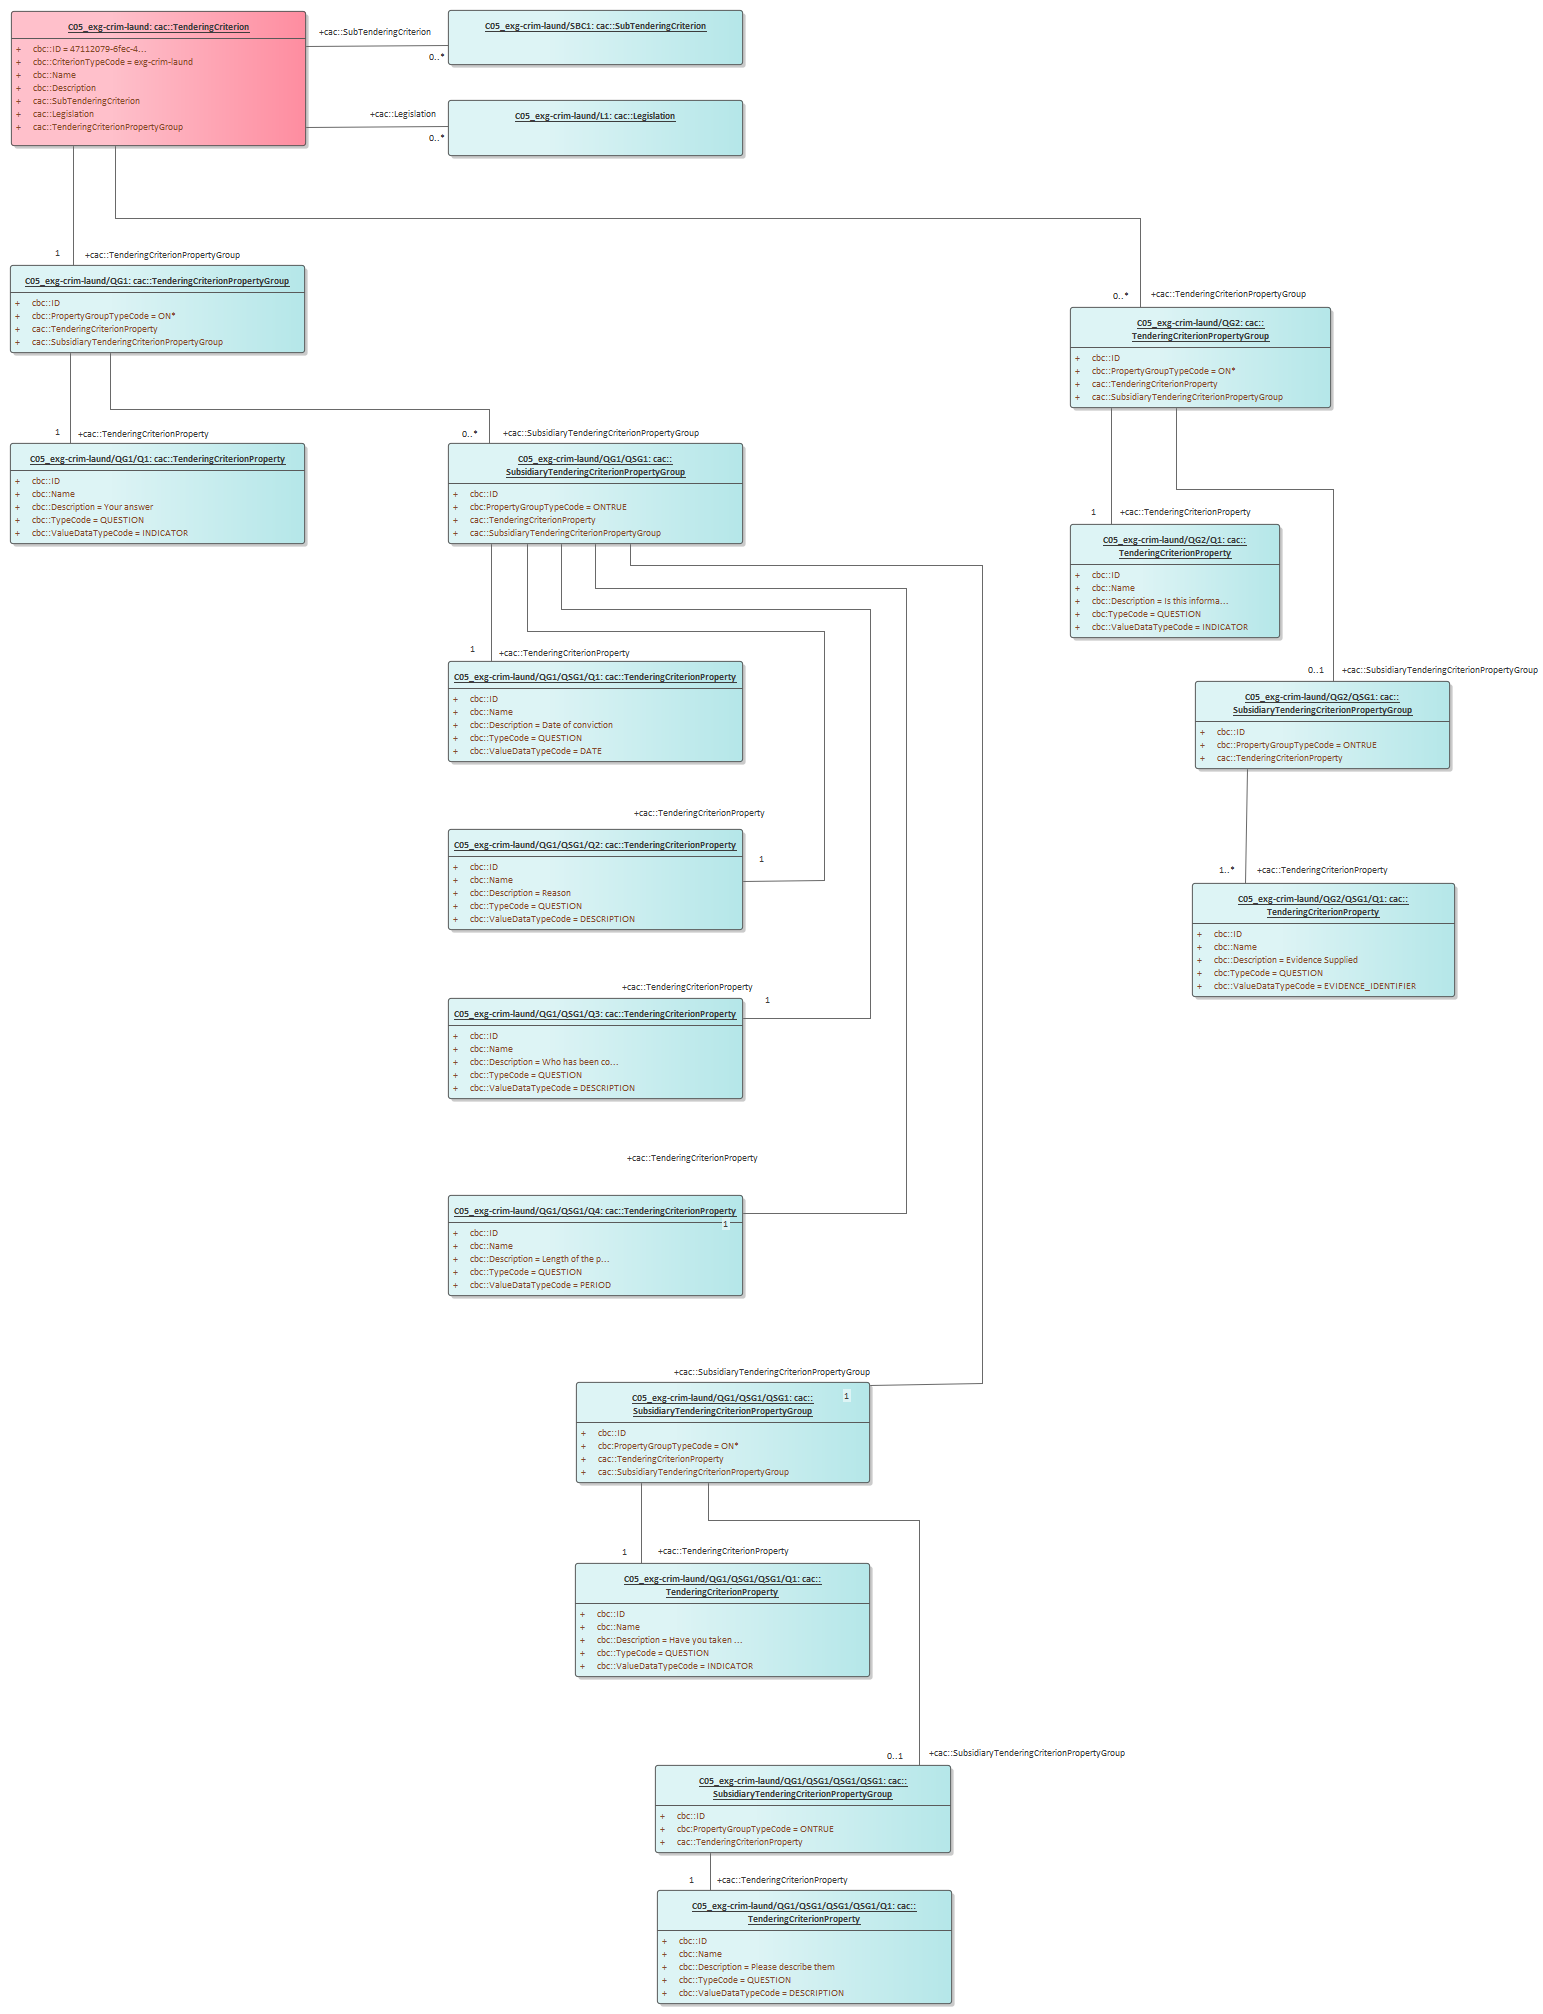 C05_exg-crim-laund: cac::TenderingCriterion
+ cbc::ID = 47112079-6fec-4...
+ cbc::CriterionTypeCode = exg-crim-laund
+ cbc::Name
+ cbc::Description
+ cac::SubTenderingCriterion
+ cac::Legislation
+ cac::TenderingCriterionPropertyGroup
+cac::SubTenderingCriterion
0..*
C05_exg-crim-laund/SBC1: cac::SubTenderingCriterion
+cac::Legislation
0..*
C05_exg-crim-laund/L1: cac::Legislation
1
+cac::TenderingCriterionPropertyGroup
C05_exg-crim-laund/QG1: cac::TenderingCriterionPropertyGroup
+ cbc::ID
+ cbc::PropertyGroupTypeCode = ON*
+ cac::TenderingCriterionProperty
+ cac::SubsidiaryTenderingCriterionPropertyGroup
0..*
+cac::TenderingCriterionPropertyGroup
C05_exg-crim-laund/QG2: cac::
TenderingCriterionPropertyGroup
+ cbc::ID
+ cbc::PropertyGroupTypeCode = ON*
+ cac::TenderingCriterionProperty
+ cac::SubsidiaryTenderingCriterionPropertyGroup
1
+cac::TenderingCriterionProperty
C05_exg-crim-laund/QG1/Q1: cac::TenderingCriterionProperty
+ cbc::ID
+ cbc::Name
+ cbc::Description = Your answer
+ cbc::TypeCode = QUESTION
+ cbc::ValueDataTypeCode = INDICATOR
0..*
+cac::SubsidiaryTenderingCriterionPropertyGroup
C05_exg-crim-laund/QG1/QSG1: cac::
SubsidiaryTenderingCriterionPropertyGroup
+ cbc::ID
+ cbc:PropertyGroupTypeCode = ONTRUE
+ cac::TenderingCriterionProperty
+ cac::SubsidiaryTenderingCriterionPropertyGroup
1
+cac::TenderingCriterionProperty
C05_exg-crim-laund/QG2/Q1: cac::
TenderingCriterionProperty
+ cbc::ID
+ cbc::Name
+ cbc::Description = Is this informa...
+ cbc:TypeCode = QUESTION
+ cbc::ValueDataTypeCode = INDICATOR
1
+cac::TenderingCriterionProperty
C05_exg-crim-laund/QG1/QSG1/Q1: cac::TenderingCriterionProperty
+ cbc::ID
+ cbc::Name
+ cbc::Description = Date of conviction
+ cbc::TypeCode = QUESTION
+ cbc::ValueDataTypeCode = DATE
0..1
+cac::SubsidiaryTenderingCriterionPropertyGroup
C05_exg-crim-laund/QG2/QSG1: cac::
SubsidiaryTenderingCriterionPropertyGroup
+ cbc::ID
+ cbc::PropertyGroupTypeCode = ONTRUE
+ cac::TenderingCriterionProperty
+cac::TenderingCriterionProperty
1
C05_exg-crim-laund/QG1/QSG1/Q2: cac::TenderingCriterionProperty
+ cbc::ID
+ cbc::Name
+ cbc::Description = Reason
+ cbc::TypeCode = QUESTION
+ cbc::ValueDataTypeCode = DESCRIPTION
1..*
+cac::TenderingCriterionProperty
C05_exg-crim-laund/QG2/QSG1/Q1: cac::
TenderingCriterionProperty
+ cbc::ID
+ cbc::Name
+ cbc::Description = Evidence Supplied
+ cbc:TypeCode = QUESTION
+ cbc::ValueDataTypeCode = EVIDENCE_IDENTIFIER
+cac::TenderingCriterionProperty
1
C05_exg-crim-laund/QG1/QSG1/Q3: cac::TenderingCriterionProperty
+ cbc::ID
+ cbc::Name
+ cbc::Description = Who has been co...
+ cbc::TypeCode = QUESTION
+ cbc::ValueDataTypeCode = DESCRIPTION
+cac::TenderingCriterionProperty
C05_exg-crim-laund/QG1/QSG1/Q4: cac::TenderingCriterionProperty
1
+ cbc::ID
+ cbc::Name
+ cbc::Description = Length of the p...
+ cbc::TypeCode = QUESTION
+ cbc::ValueDataTypeCode = PERIOD
+cac::SubsidiaryTenderingCriterionPropertyGroup
1
C05_exg-crim-laund/QG1/QSG1/QSG1: cac::
SubsidiaryTenderingCriterionPropertyGroup
+ cbc::ID
+ cbc:PropertyGroupTypeCode = ON*
+ cac::TenderingCriterionProperty
+ cac::SubsidiaryTenderingCriterionPropertyGroup
1
+cac::TenderingCriterionProperty
C05_exg-crim-laund/QG1/QSG1/QSG1/Q1: cac::
TenderingCriterionProperty
+ cbc::ID
+ cbc::Name
+ cbc::Description = Have you taken ...
+ cbc::TypeCode = QUESTION
+ cbc::ValueDataTypeCode = INDICATOR
0..1
+cac::SubsidiaryTenderingCriterionPropertyGroup
C05_exg-crim-laund/QG1/QSG1/QSG1/QSG1: cac::
SubsidiaryTenderingCriterionPropertyGroup
+ cbc::ID
+ cbc:PropertyGroupTypeCode = ONTRUE
+ cac::TenderingCriterionProperty
1
+cac::TenderingCriterionProperty
C05_exg-crim-laund/QG1/QSG1/QSG1/QSG1/Q1: cac::
TenderingCriterionProperty
+ cbc::ID
+ cbc::Name
+ cbc::Description = Please describe them
+ cbc::TypeCode = QUESTION
+ cbc::ValueDataTypeCode = DESCRIPTION